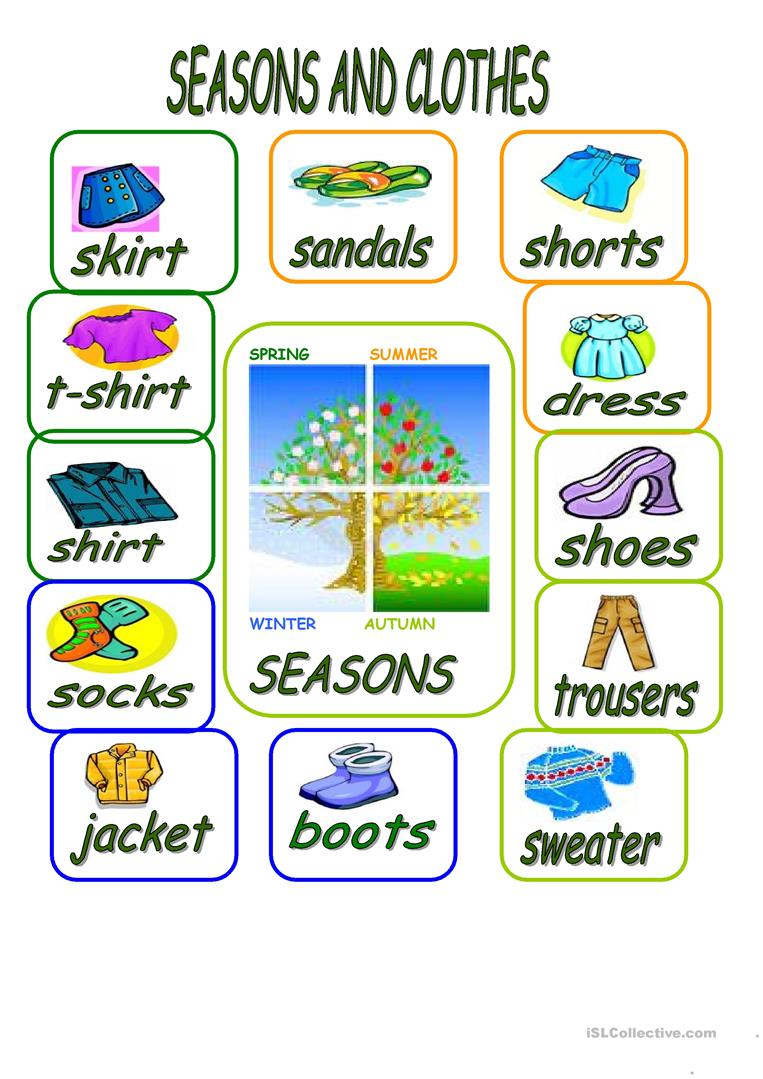 SEASONS AND CLOTHES
skirt
sandals
shorts
t-shirt
SPRING
SUMMER
dress
shirt
shoes
socks
WINTER
AUTUMN
SEASONS
trousers
jacket
boots
sweater
iSLCollective.com